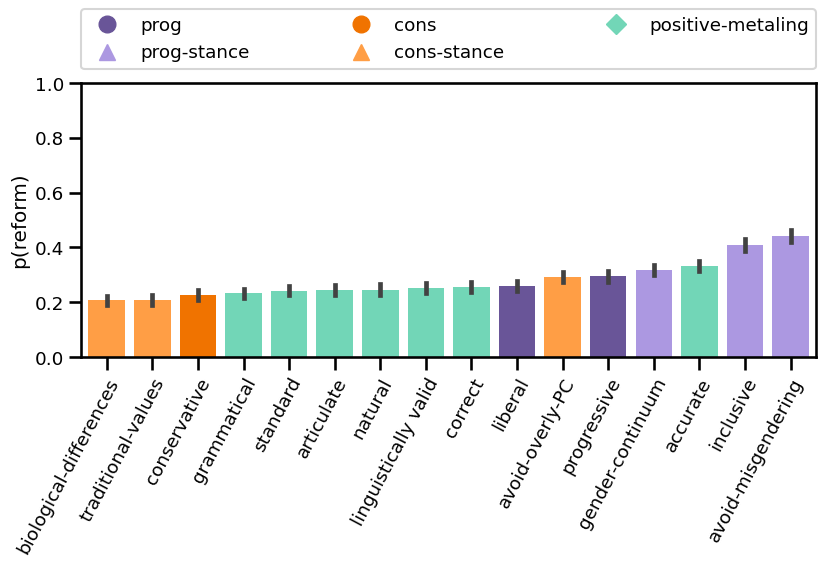 prog cons positive-metaling
prog-stance cons-stance
1.0
0.8
0.6
0.4
0.2
0.0
p(reform)
biological-differences
traditional-values
conservative
grammatical
standard
articulate
natural
linguistically valid
correct
liberal
avoid-overly-PC
progressive
gender-continuum
accurate
inclusive
avoid-misgendering